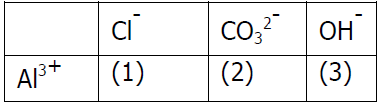 Cl⁻ CO₃²⁻ OH⁻
Al³⁺ (1) (2) (3)